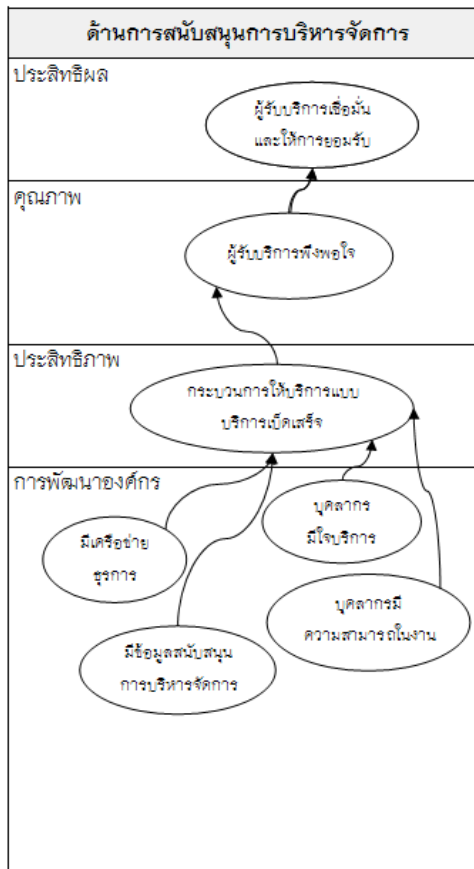 ด้านการสนับสนุนการบริหารจัดการ
ประสิทธิผล
ผู้รับบริการเชื่อมั่น
และให้การยอมรับ
คุณภาพ
ผู้รับบริการพึงพอใจ
ประสิทธิภาพ
กระบวนการให้บริการแบบ
บริการเบ็ดเสร็จ
การพัฒนาองค์กร
มีเครือข่าย
ธุรการ
บุคลากร
มีใจบริการ
มีข้อมูลสนับสนุน
การบริหารจัดการ
บุคลากรมี
ความสามารถในงาน